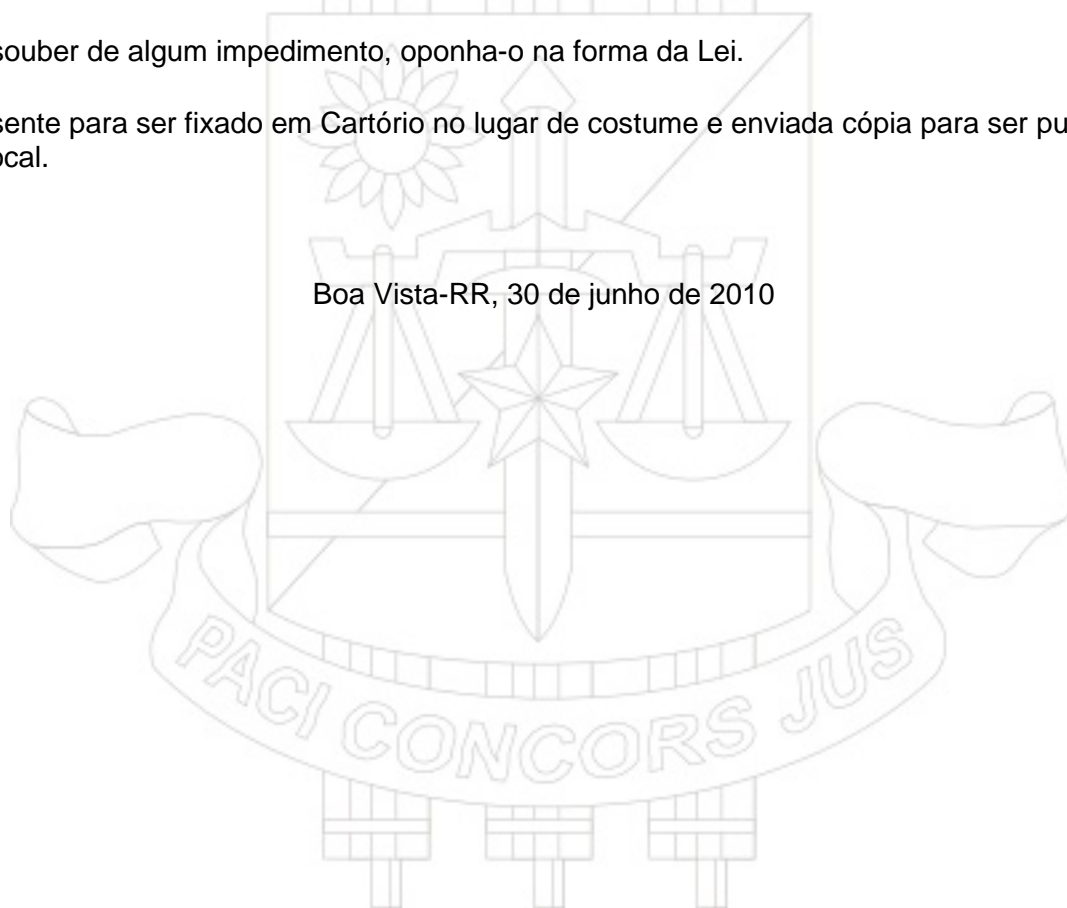 souber de algum impedimento, oponha-o na forma da Lei.
sente para ser fixado em Cartório no lugar de costume e enviada cópia para ser pu
ocal.
Boa Vista-RR, 30 de junho de 2010
PACI CONCORS JUS